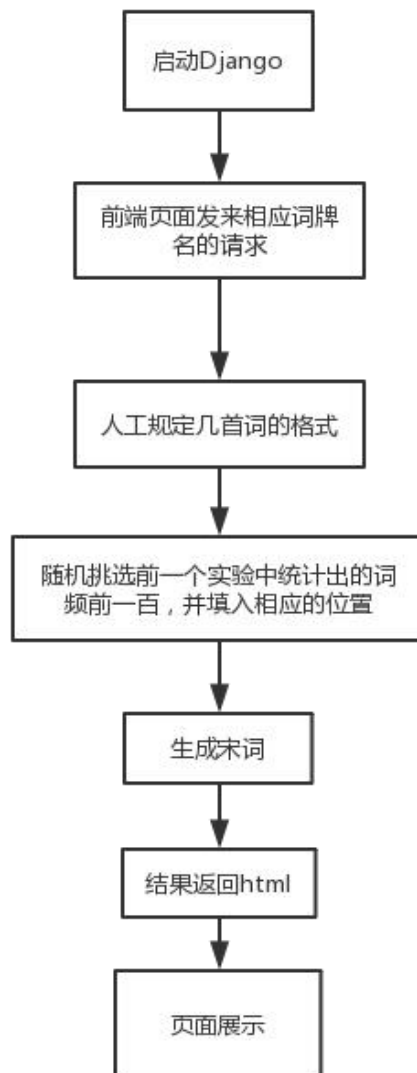 启动Django
前端页面发来相应词牌
名的请求
人工规定几首词的格式
随机挑选前一个实验中统计出的词
频前一百，并填入相应的位置
生成宋词
结果返回html
页面展示